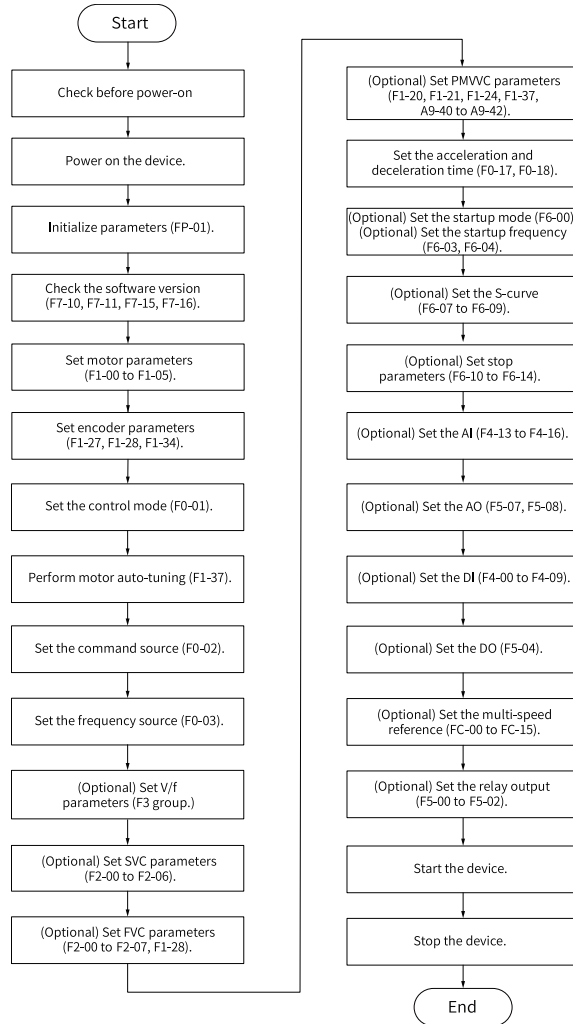 Start
Check before power-on
Power on the device.
Initialize parameters (FP-01).
Check the software version
(F7-10, F7-11, F7-15, F7-16).
Set motor parameters
(F1-00 to F1-05).
Set encoder parameters
(F1-27, F1-28, F1-34).
Set the control mode (F0-01).
Perform motor auto-tuning (F1-37).
Set the command source (F0-02).
Set the frequency source (F0-03).
(Optional) Set V/f
parameters (F3 group.)
(Optional) Set SVC parameters
(F2-00 to F2-06).
(Optional) Set FVC parameters
(F2-00 to F2-07, F1-28).
(Optional) Set PMVVC parameters
(F1-20, F1-21, F1-24, F1-37,
A9-40 to A9-42).
Set the acceleration and
deceleration time (F0-17, F0-18).
(Optional) Set the startup mode (F6-00)
(Optional) Set the startup frequency
(F6-03, F6-04).
(Optional) Set the S-curve
(F6-07 to F6-09).
(Optional) Set stop
parameters (F6-10 to F6-14).
(Optional) Set the AI (F4-13 to F4-16).
(Optional) Set the AO (F5-07, F5-08).
(Optional) Set the DI (F4-00 to F4-09).
(Optional) Set the DO (F5-04).
(Optional) Set the multi-speed
reference (FC-00 to FC-15).
(Optional) Set the relay output
(F5-00 to F5-02).
Start the device.
Stop the device.
End